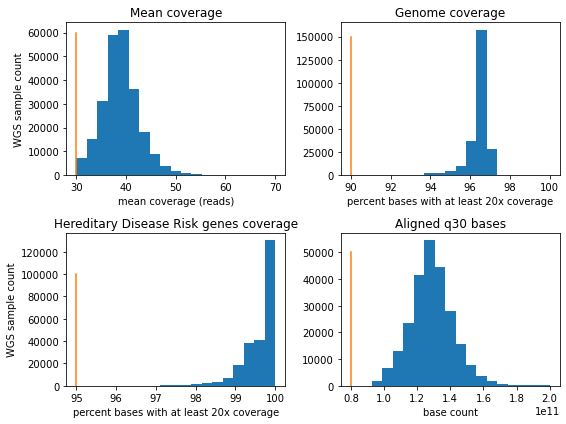 Mean coverage
60000
50000
40000
30000
20000
10000
0
WGS sample count
30 40 50 60 70
mean coverage (reads)
Genome coverage
150000
125000
100000
75000
50000
25000
0
90 92 94 96 98 100
percent bases with at least 20x coverage
Hereditary Disease Risk genes coverage
120000
100000
80000
60000
40000
20000
0
WGS sample count
95 96 97 98 99 100
percent bases with at least 20x coverage
Aligned q30 bases
50000
40000
30000
20000
10000
0
0.8 1.0 1.2 1.4 1.6 1.8 2.0
base count
1e11